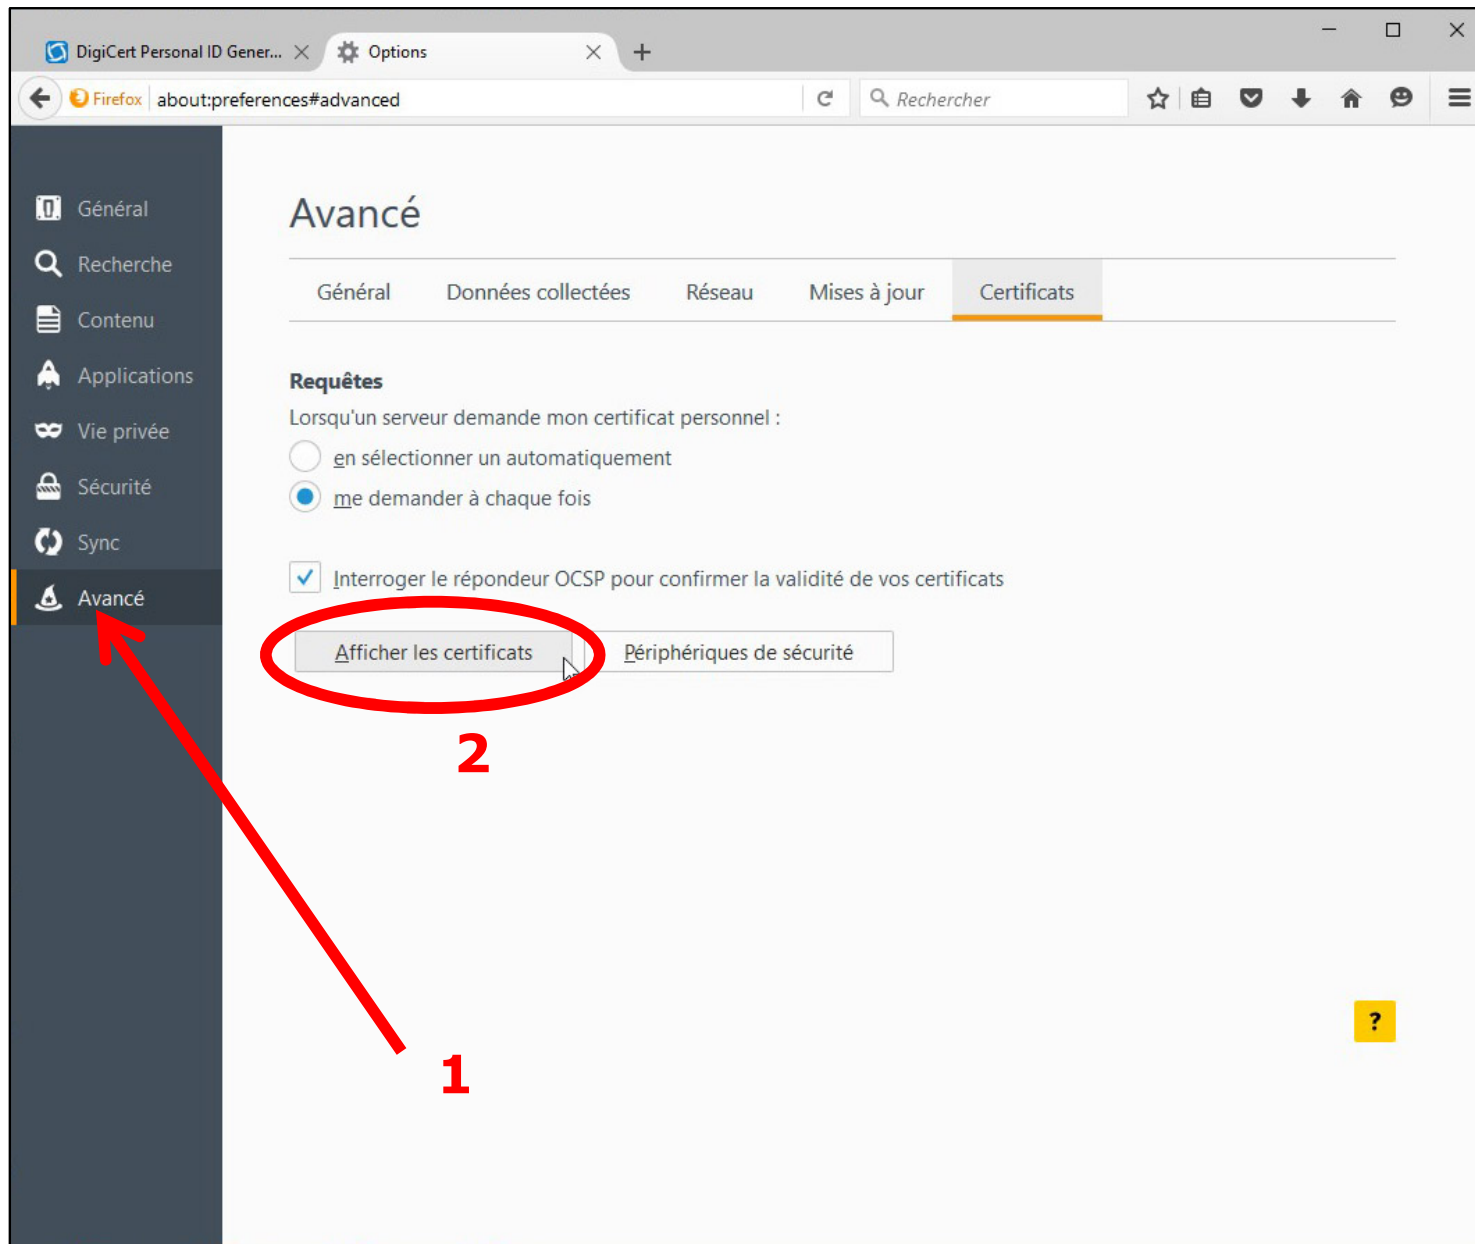 DigiCert Personal ID Gener...
Options
Firefox about:preferences#advanced
Rechercher
Général
Recherche
Contenu
Applications
Vie privée
Sécurité
Sync
Avancé
Avancé
Général Données collectées Réseau Mises à jour Certificats
Requêtes
Lorsqu'un serveur demande mon certificat personnel :
en sélectionner un automatiquement
me demander à chaque fois
Interroger le répondeur OCSP pour confirmer la validité de vos certificats
Afficher les certificats Périphériques de sécurité
2
?
1